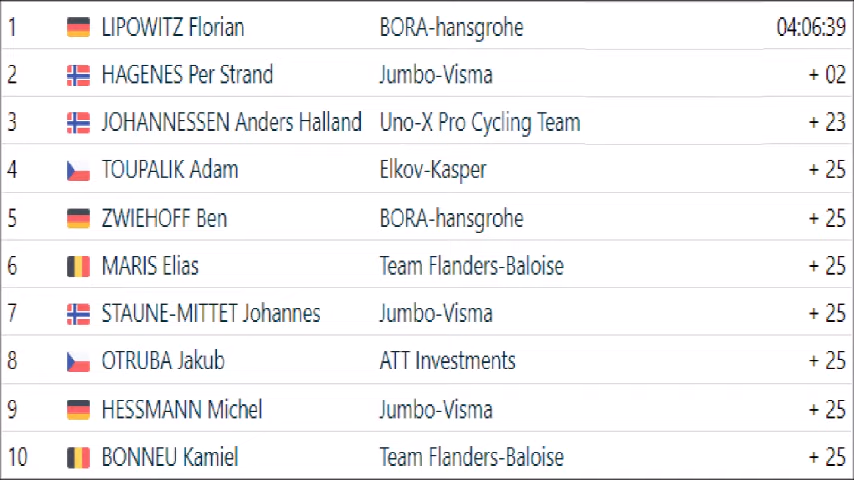 1 LIPOWITZ Florian BORA-hansgrohe 04:06:39
2 HAGENES Per Strand Jumbo-Visma + 02
3 JOHANNESSEN Anders Halland Uno-X Pro Cycling Team + 23
4 TOUPALIK Adam Elkov-Kasper + 25
5 ZWIEHOFF Ben BORA-hansgrohe + 25
6 MARIS Elias Team Flanders-Baloise + 25
7 STAUNE-MITTET Johannes Jumbo-Visma + 25
8 OTRUBA Jakub ATT Investments + 25
9 HESSMANN Michel Jumbo-Visma + 25
10 BONNEU Kamiel Team Flanders-Baloise + 25